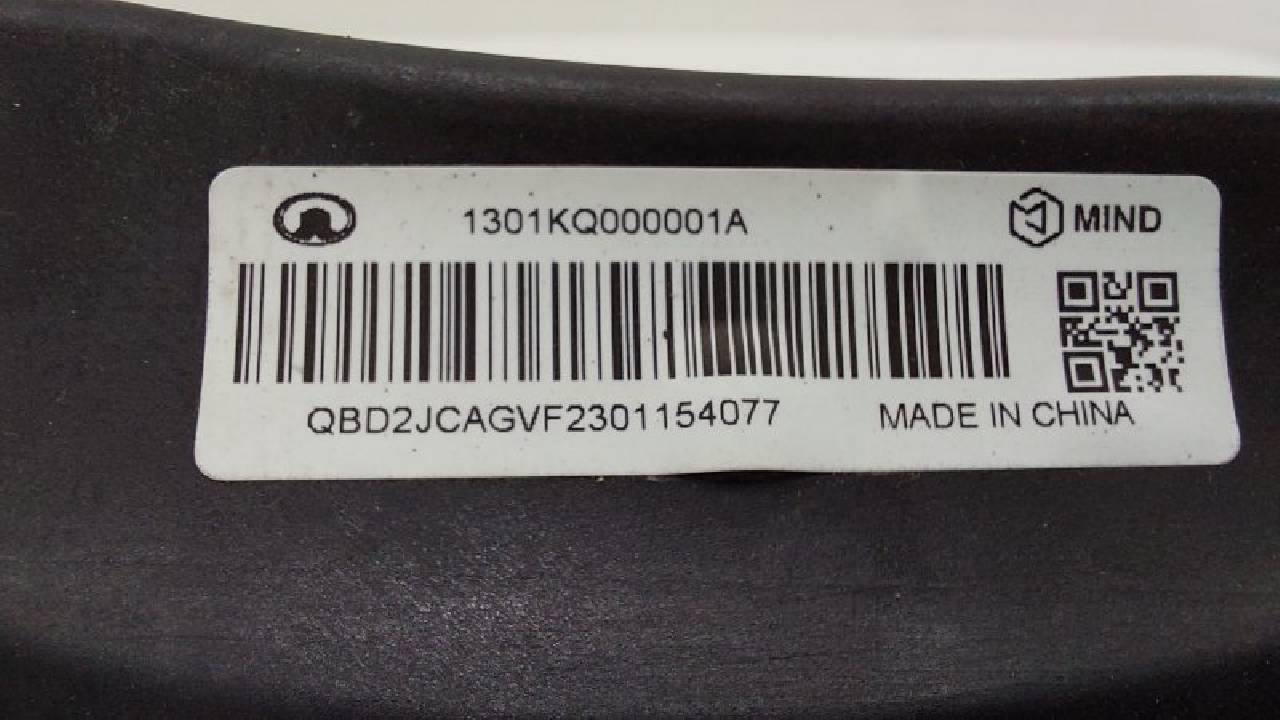 1301KQ000001A
MIND
QBD2JCAGVF2301154077
MADE IN CHINA